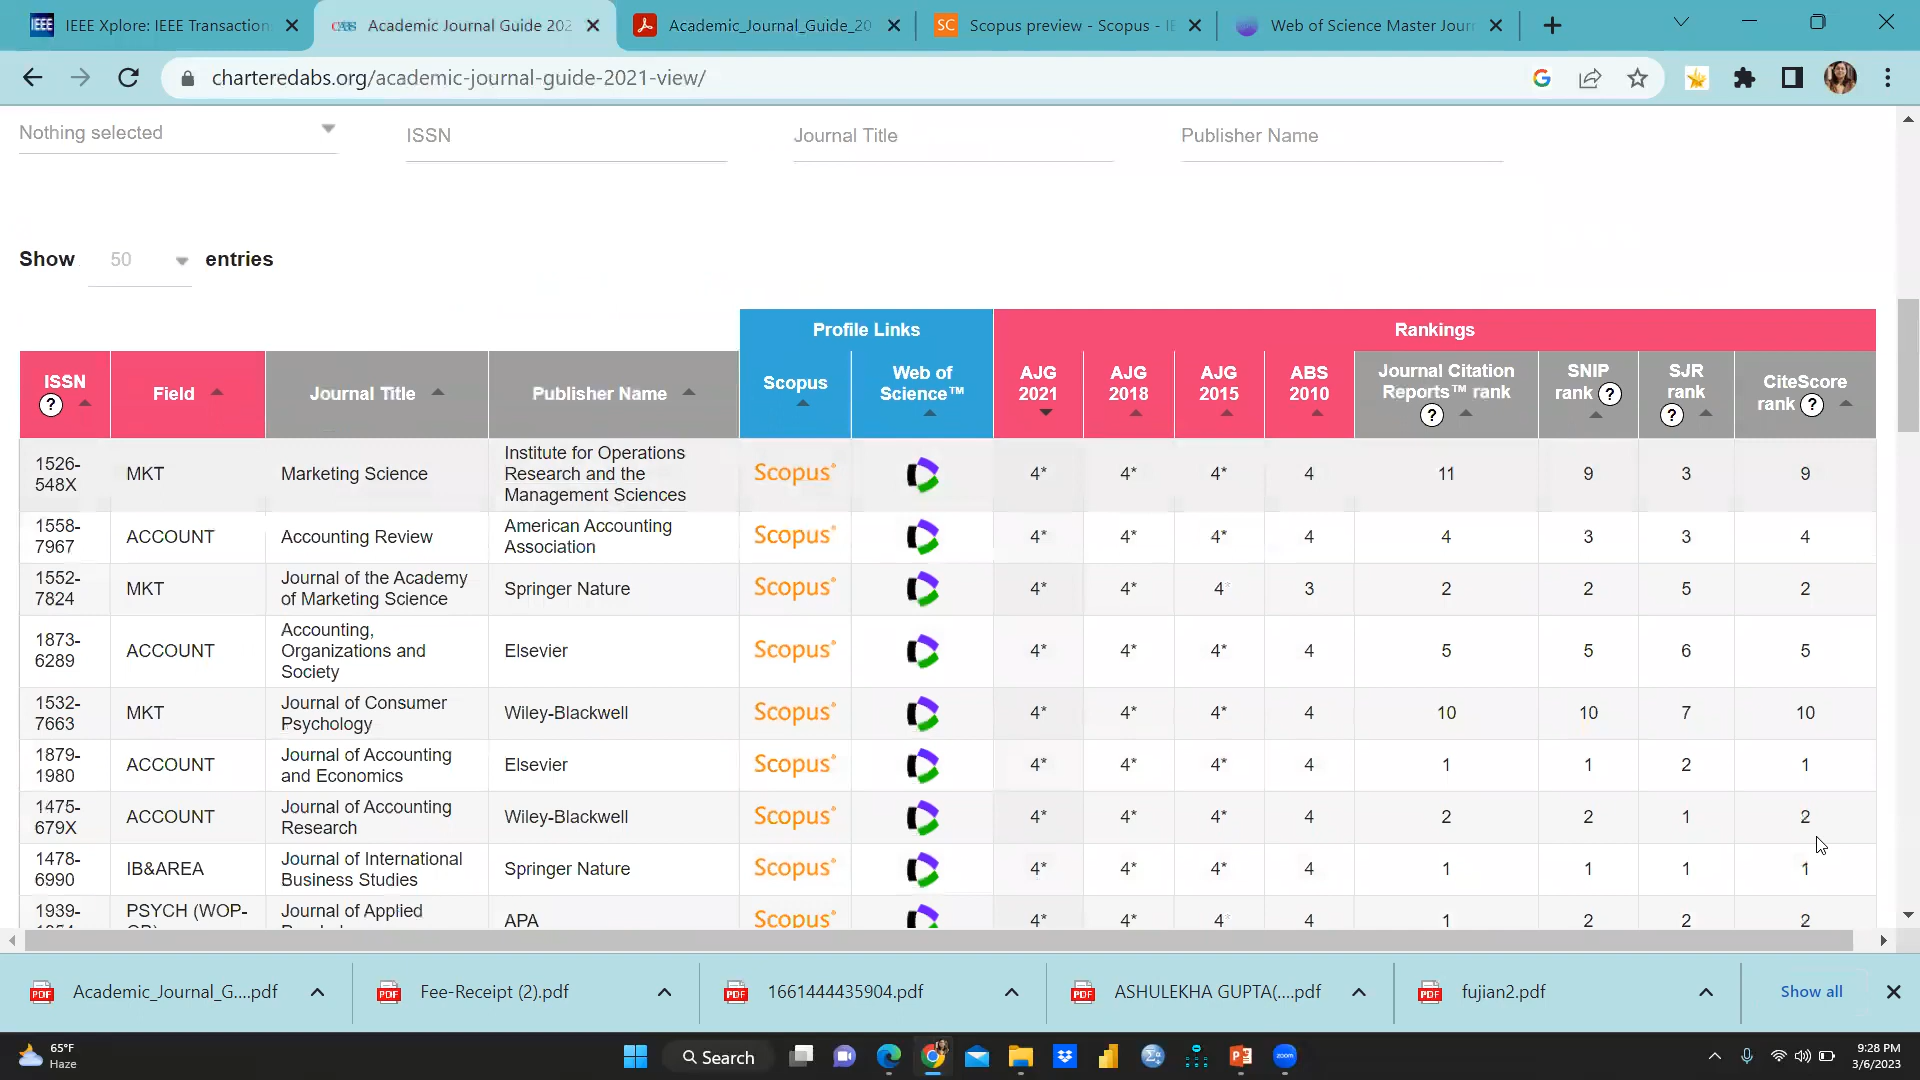 IEEE Xplore: IEEE Transaction
Academic Journal Guide 202
Academic_Journal_Guide_20
Scopus preview - Scopus - IE
Web of Science Master Jour
charteredabs.org/academic-journal-guide-2021-view/
Nothing selected
ISSN
Journal Title
Publisher Name
Show 50 entries
Profile Links
Rankings
ISSN ?
Field
Journal Title
Publisher Name
Scopus
Web of
Science™
AJG
2021
AJG
2018
AJG
2015
ABS
2010
Journal Citation
Reports™ rank
?
SNIP
rank ?
SJR
rank
?
CiteScore
rank ?
1526-
548X
MKT
Marketing Science
Institute for Operations
Research and the
Management Sciences
Scopus
4* 4* 4* 4 11 9 3 9
1558-
7967
ACCOUNT
Accounting Review
American Accounting
Association
Scopus
4* 4* 4* 4 4 3 3 4
1552-
7824
MKT
Journal of the Academy
of Marketing Science
Springer Nature
Scopus
4* 4* 4* 3 2 2 5 2
1873-
6289
ACCOUNT
Accounting,
Organizations and
Society
Elsevier
Scopus
4* 4* 4* 4 5 5 6 5
1532-
7663
MKT
Journal of Consumer
Psychology
Wiley-Blackwell
Scopus
4* 4* 4* 4 10 10 7 10
1879-
1980
ACCOUNT
Journal of Accounting
and Economics
Elsevier
Scopus
4* 4* 4* 4 1 1 2 1
1475-
679X
ACCOUNT
Journal of Accounting
Research
Wiley-Blackwell
Scopus
4* 4* 4* 4 2 2 1 2
1478-
6990
IB&AREA
Journal of International
Business Studies
Springer Nature
Scopus
4* 4* 4* 4 1 1 1 1
1939-
PSYCH (WOP-
Journal of Applied
APA
Scopus
4* 4* 4* 4 1 2 2 2
Academic_Journal_G....pdf
Fee-Receipt (2).pdf
1661444435904.pdf
ASHULEKHA GUPTA(....pdf
fujian2.pdf
Show all
65°F
Haze
Search
zoom
9:28 PM
3/6/2023